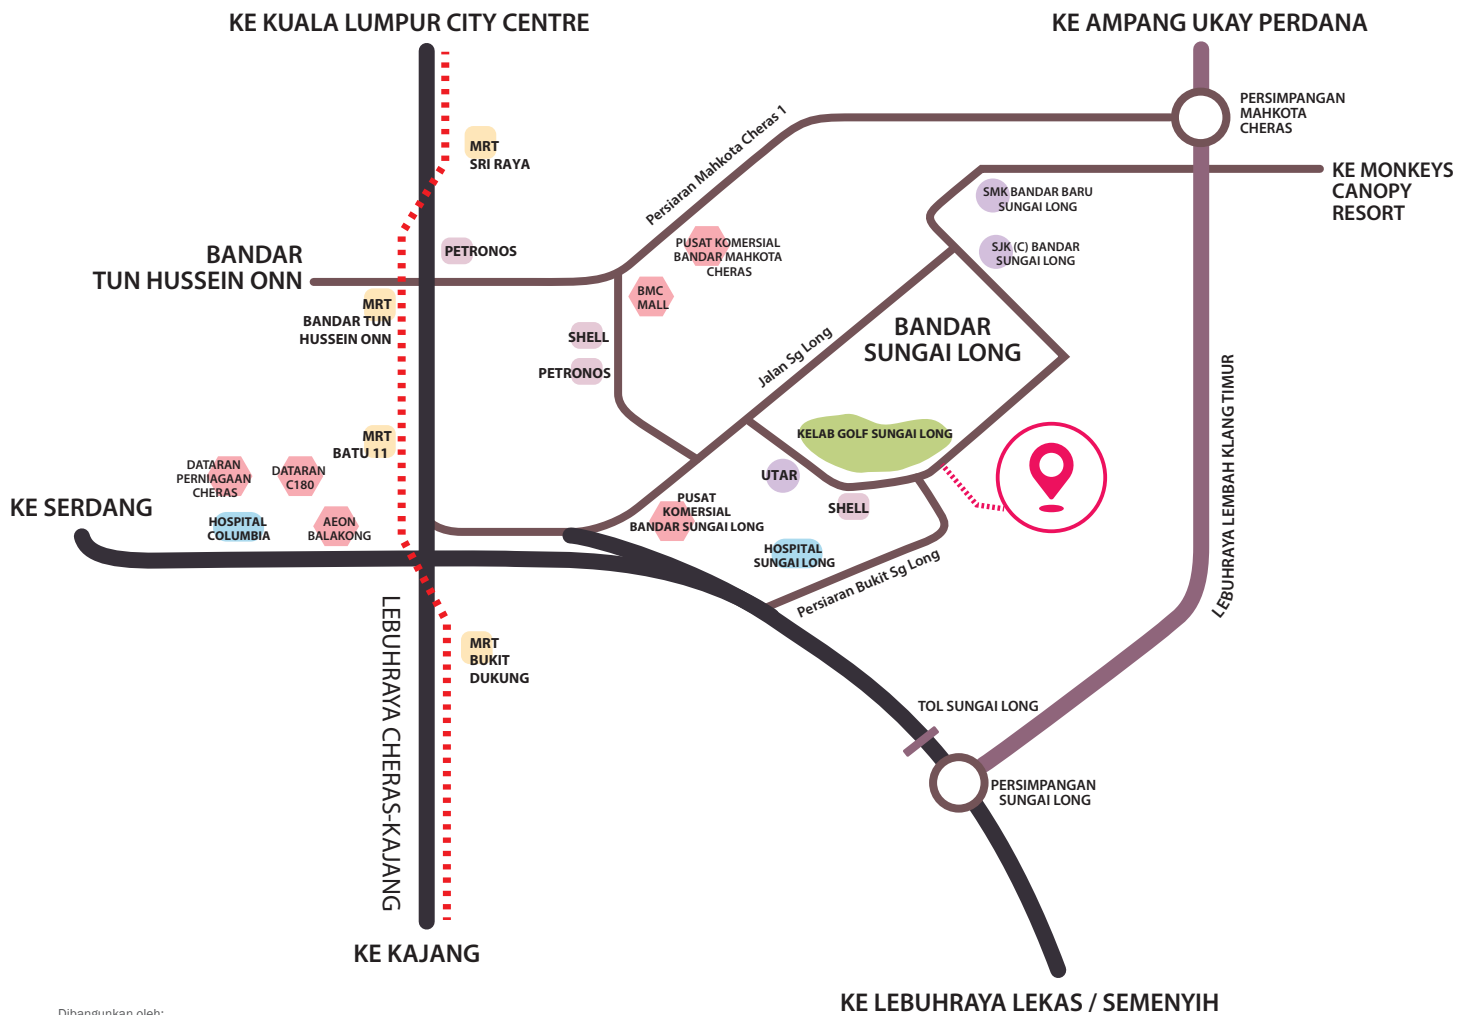 KE KUALA LUMPUR CITY CENTRE
KE AMPANG UKAY PERDANA
PERSIMPANGAN
MAHKOTA
CHERAS
Persiaran Mahkota Cheras 1
MRT
SRI RAYA
KE MONKEYS
CANOPY
RESORT
SMK BANDAR BARU
SUNGAI LONG
SJK (C) BANDAR
SUNGAI LONG
PETRONOS
PUSAT KOMERSIAL
BANDAR MAHKOTA
CHERAS
BANDAR
TUN HUSSEIN ONN
BMC
MALL
MRT
BANDAR TUN
HUSSEIN ONN
SHELL
PETRONOS
Jalan Sg Long
BANDAR
SUNGAI LONG
LEBUHRAYA LEMBAH KLANG TIMUR
KELAB GOLF SUNGAI LONG
MRT
BATU 11
DATARAN
PERNIAGAAN
CHERAS
DATARAN
C180
UTAR
KE SERDANG
HOSPITAL
COLUMBIA
AEON
BALAKONG
PUSAT
KOMERSIAL
BANDAR SUNGAI LONG
SHELL
HOSPITAL
SUNGAI LONG
Persiaran Bukit Sg Long
LEBUHRAYA CHERAS-KAJANG
MRT
BUKIT
DUKUNG
TOL SUNGAI LONG
PERSIMPANGAN
SUNGAI LONG
KE KAJANG
KE LEBUHRAYA LEKAS / SEMENYIH
Dibangunkan oleh: